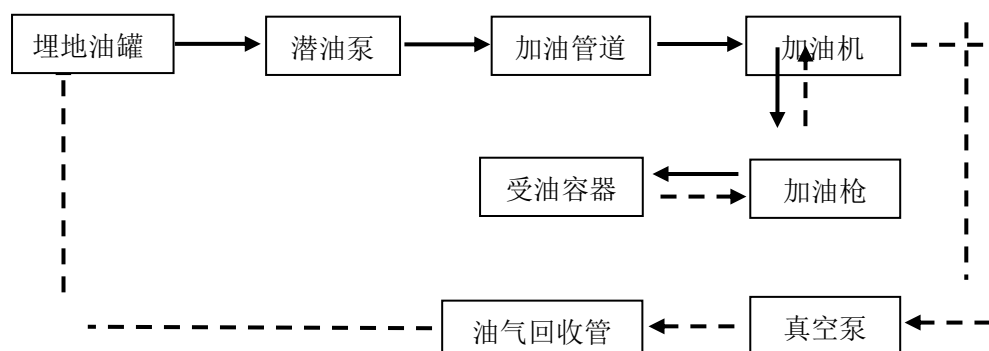 埋地油罐
潜油泵
加油管道
加油机
受油容器
加油枪
油气回收管
真空泵